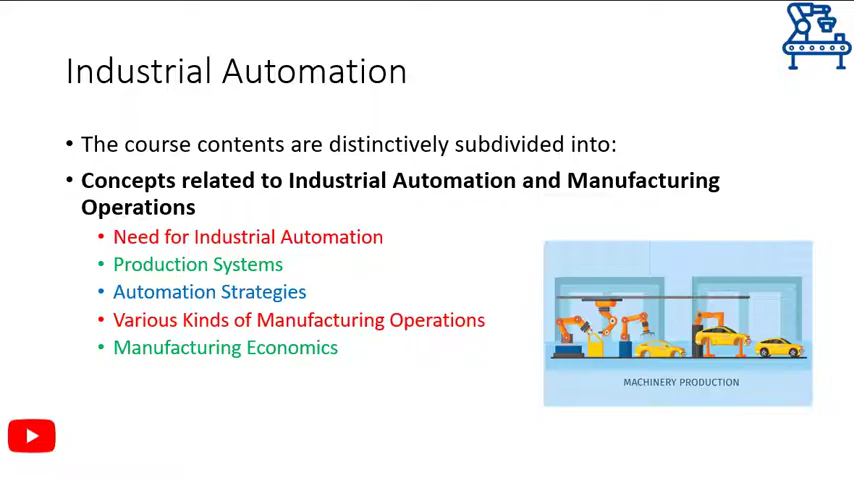 Industrial Automation
• The course contents are distinctively subdivided into:
• Concepts related to Industrial Automation and Manufacturing
Operations
• Need for Industrial Automation
• Production Systems
• Automation Strategies
• Various Kinds of Manufacturing Operations
• Manufacturing Economics
MACHINERY PRODUCTION